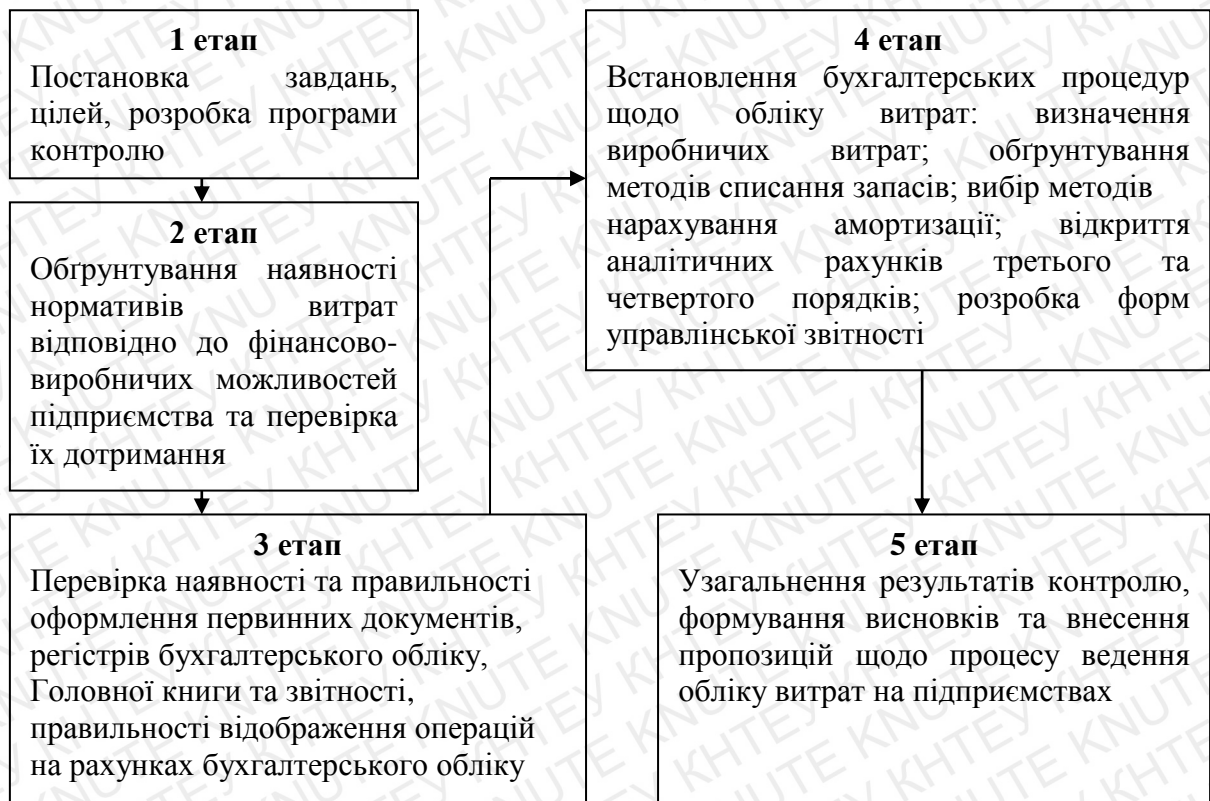 1 етап
Постановка завдань,
цілей, розробка програми
контролю
2 етап
Обґрунтування наявності
нормативів витрат
відповідно до фінансово-
виробничих можливостей
підприємства та перевірка
їх дотримання
3 етап
Перевірка наявності та правильності
оформлення первинних документів,
регістрів бухгалтерського обліку,
Головної книги та звітності,
правильності відображення операцій
на рахунках бухгалтерського обліку
4 етап
Встановлення бухгалтерських процедур
щодо обліку витрат: визначення
виробничих витрат; обґрунтування
методів списання запасів; вибір методів
нарахування амортизації; відкриття
аналітичних рахунків третього та
четвертого порядків; розробка форм
управлінської звітності
5 етап
Узагальнення результатів контролю,
формування висновків та внесення
пропозицій щодо процесу ведення
обліку витрат на підприємствах